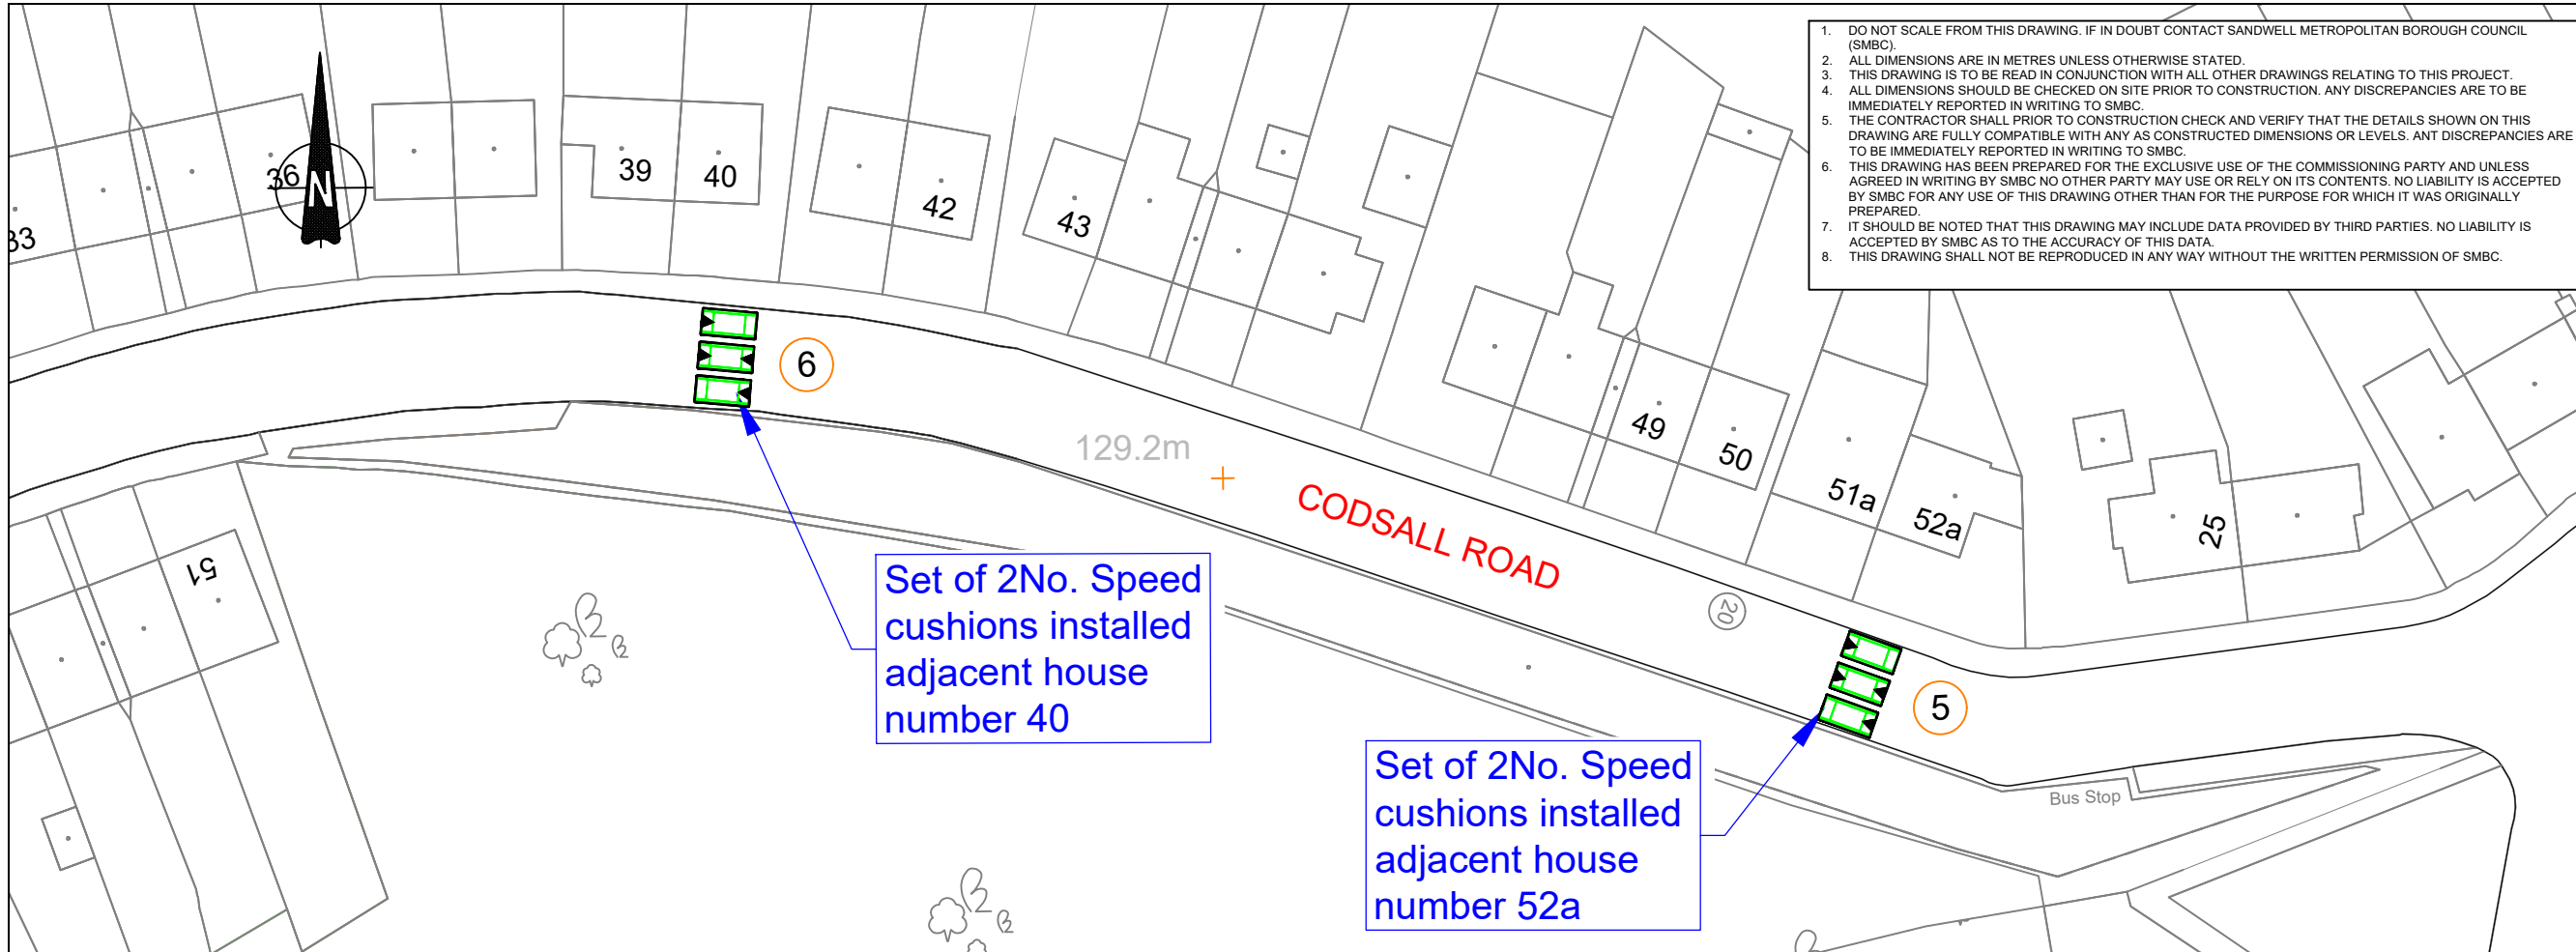 1. DO NOT SCALE FROM THIS DRAWING. IF IN DOUBT CONTACT SANDWELL METROPOLITAN BOROUGH COUNCIL
(SMBC).
2. ALL DIMENSIONS ARE IN METRES UNLESS OTHERWISE STATED.
3. THIS DRAWING IS TO BE READ IN CONJUNCTION WITH ALL OTHER DRAWINGS RELATING TO THIS PROJECT.
4. ALL DIMENSIONS SHOULD BE CHECKED ON SITE PRIOR TO CONSTRUCTION. ANY DISCREPANCIES ARE TO BE
IMMEDIATELY REPORTED IN WRITING TO SMBC.
5. THE CONTRACTOR SHALL PRIOR TO CONSTRUCTION CHECK AND VERIFY THAT THE DETAILS SHOWN ON THIS
DRAWING ARE FULLY COMPATIBLE WITH ANY AS CONSTRUCTED DIMENSIONS OR LEVELS. ANT DISCREPANCIES ARE
TO BE IMMEDIATELY REPORTED IN WRITING TO SMBC.
6. THIS DRAWING HAS BEEN PREPARED FOR THE EXCLUSIVE USE OF THE COMMISSIONING PARTY AND UNLESS
AGREED IN WRITING BY SMBC NO OTHER PARTY MAY USE OR RELY ON ITS CONTENTS. NO LIABILITY IS ACCEPTED
BY SMBC FOR ANY USE OF THIS DRAWING OTHER THAN FOR THE PURPOSE FOR WHICH IT WAS ORIGINALLY
PREPARED.
7. IT SHOULD BE NOTED THAT THIS DRAWING MAY INCLUDE DATA PROVIDED BY THIRD PARTIES. NO LIABILITY IS
ACCEPTED BY SMBC AS TO THE ACCURACY OF THIS DATA.
8. THIS DRAWING SHALL NOT BE REPRODUCED IN ANY WAY WITHOUT THE WRITTEN PERMISSION OF SMBC.
33
36
N
39
40
42
43
49
50
51a
52a
25
6
129.2m
CODSALL ROAD
51
20
5
Set of 2No. Speed
cushions installed
adjacent house
number 40
Set of 2No. Speed
cushions installed
adjacent house
number 52a
Bus Stop